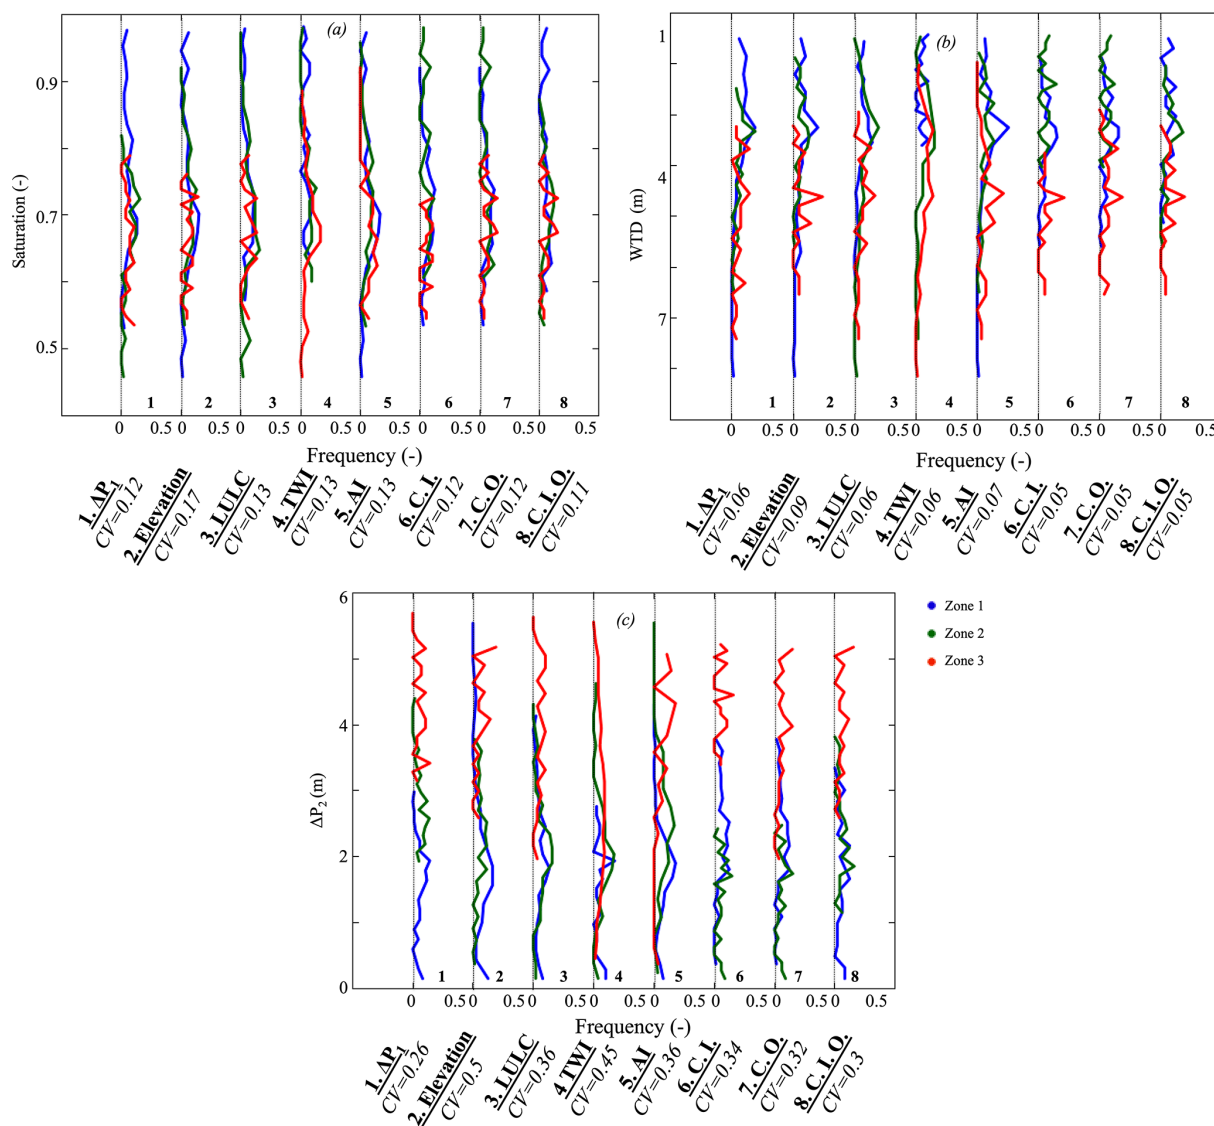 (a)
0.9
0.7
0.5
Saturation (-)
1 2 3 4 5 6 7 8
0 0.5 0 0.5 0 0.5 0 0.5 0 0.5 0 0.5 0 0.5 0 0.5
Frequency (-)
1. ΔP1
CV=0.12
2. Elevation
CV=0.17
3. LULC
CV=0.13
4. TWI
CV=0.13
5. AI
CV=0.13
6. C. I.
CV=0.12
7. C. O.
CV=0.12
8. C. I. O.
CV=0.11
(b)
1
4
7
WTD (m)
1 2 3 4 5 6 7 8
0 0.5 0 0.5 0 0.5 0 0.5 0 0.5 0 0.5 0 0.5 0 0.5
Frequency (-)
1. ΔP1
CV=0.06
2. Elevation
CV=0.09
3. LULC
CV=0.06
4. TWI
CV=0.06
5. AI
CV=0.07
6. C. I.
CV=0.05
7. C. O.
CV=0.05
8. C. I. O.
CV=0.05
(c)
6
4
2
0
ΔP2 (m)
1 2 3 4 5 6 7 8
0 0.5 0 0.5 0 0.5 0 0.5 0 0.5 0 0.5 0 0.5 0 0.5
Frequency (-)
1. ΔP1
CV=0.26
2. Elevation
CV=0.5
3. LULC
CV=0.36
4 TWI
CV=0.45
5. AI
CV=0.36
6. C. I.
CV=0.34
7. C. O.
CV=0.32
8. C. I. O.
CV=0.3
Zone 1
Zone 2
Zone 3